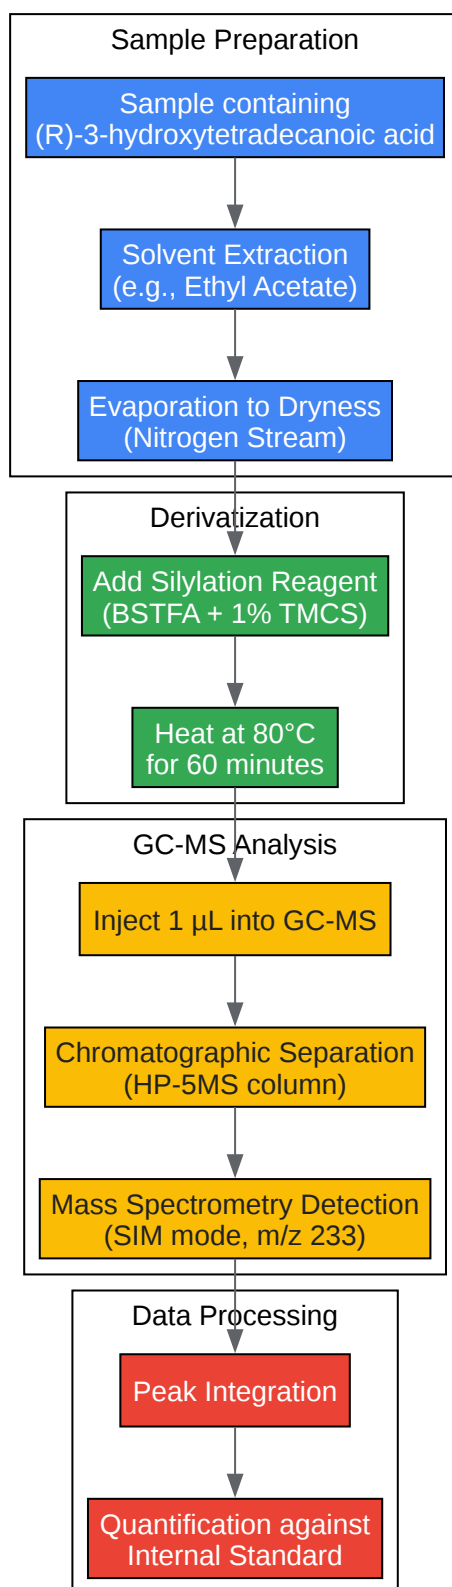 Sample Preparation
Sample containing
(R)-3-hydroxytetradecanoic acid
Solvent Extraction
(e.g., Ethyl Acetate)
Evaporation to Dryness
(Nitrogen Stream)
Derivatization
Add Silylation Reagent
(BSTFA + 1% TMCS)
Heat at 80°C
for 60 minutes
GC-MS Analysis
Inject 1 µL into GC-MS
Chromatographic Separation
(HP-5MS column)
Mass Spectrometry Detection
(SIM mode, m/z 233)
Data Processing
Peak Integration
Quantification against
Internal Standard